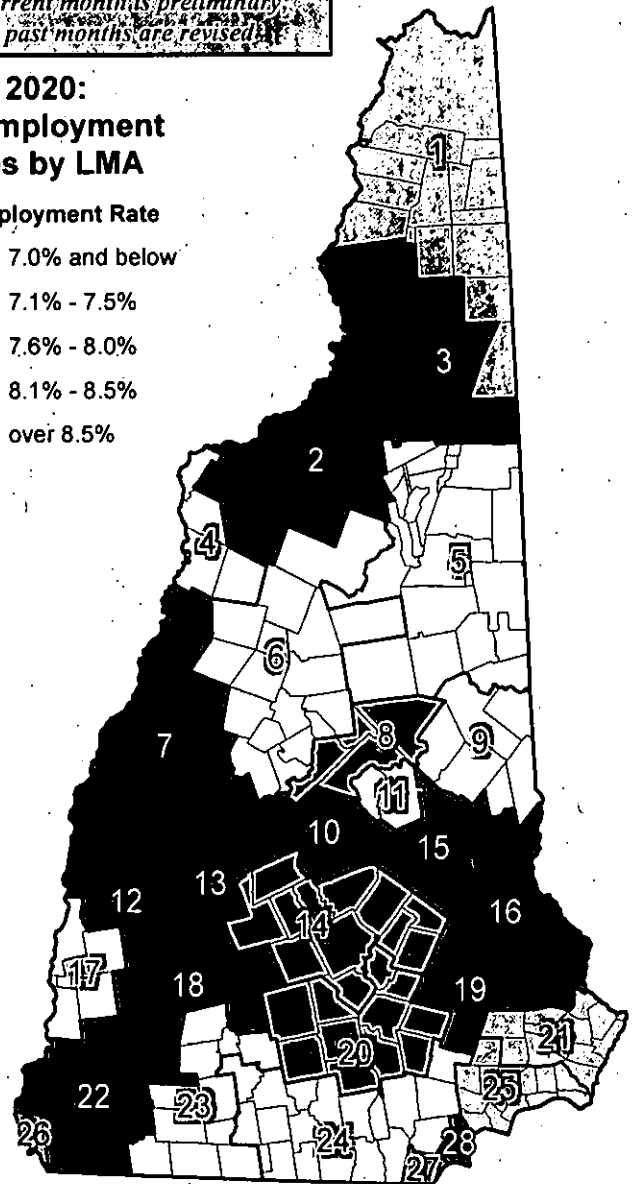 rrent month is preliminary;
past months are revised.
2020:
mployment
s by LMA
ployment Rate
7.0% and below
7.1% - 7.5%
7.6% - 8.0%
8.1% - 8.5%
over 8.5%
1
3
2
4
5
6
7
8
9
11
10
15
13
12
14
16
17
18
19
20
21
22
23
25
24
26
28
27